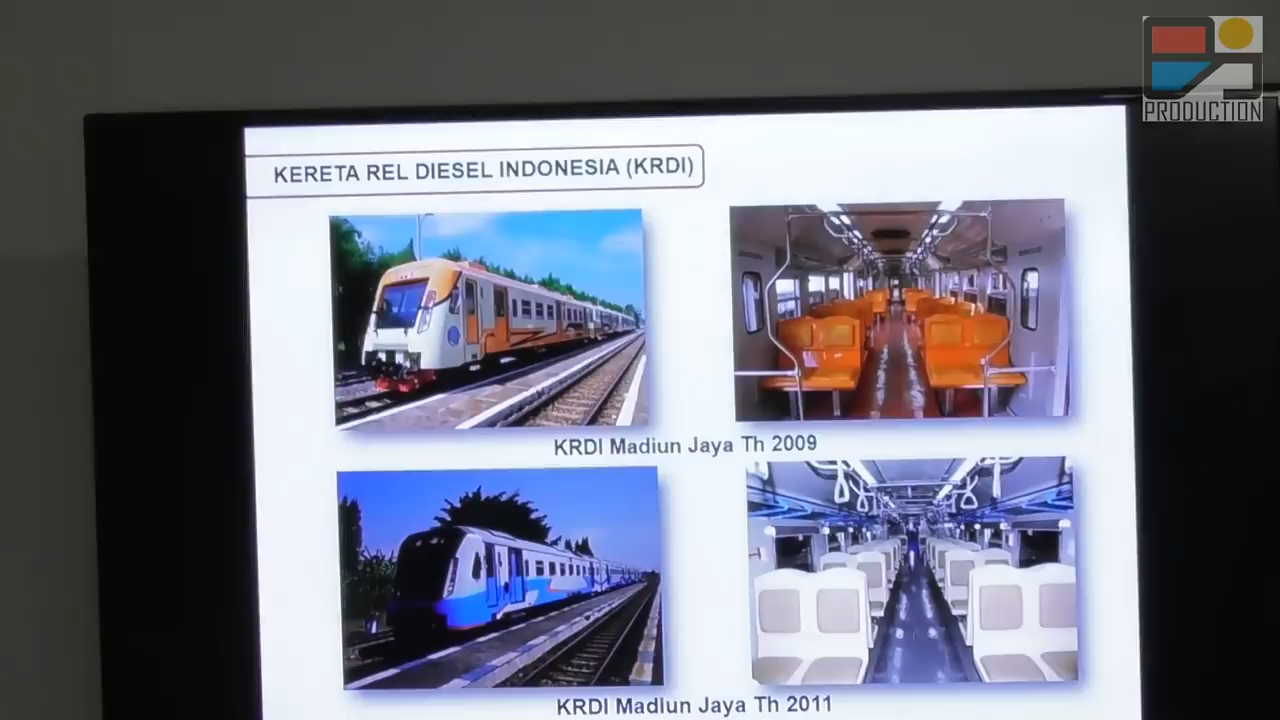 PRODUCTION
KERETA REL DIESEL INDONESIA (KRDI)
KRDI Madiun Jaya Th 2009
KRDI Madiun Jaya Th 2011